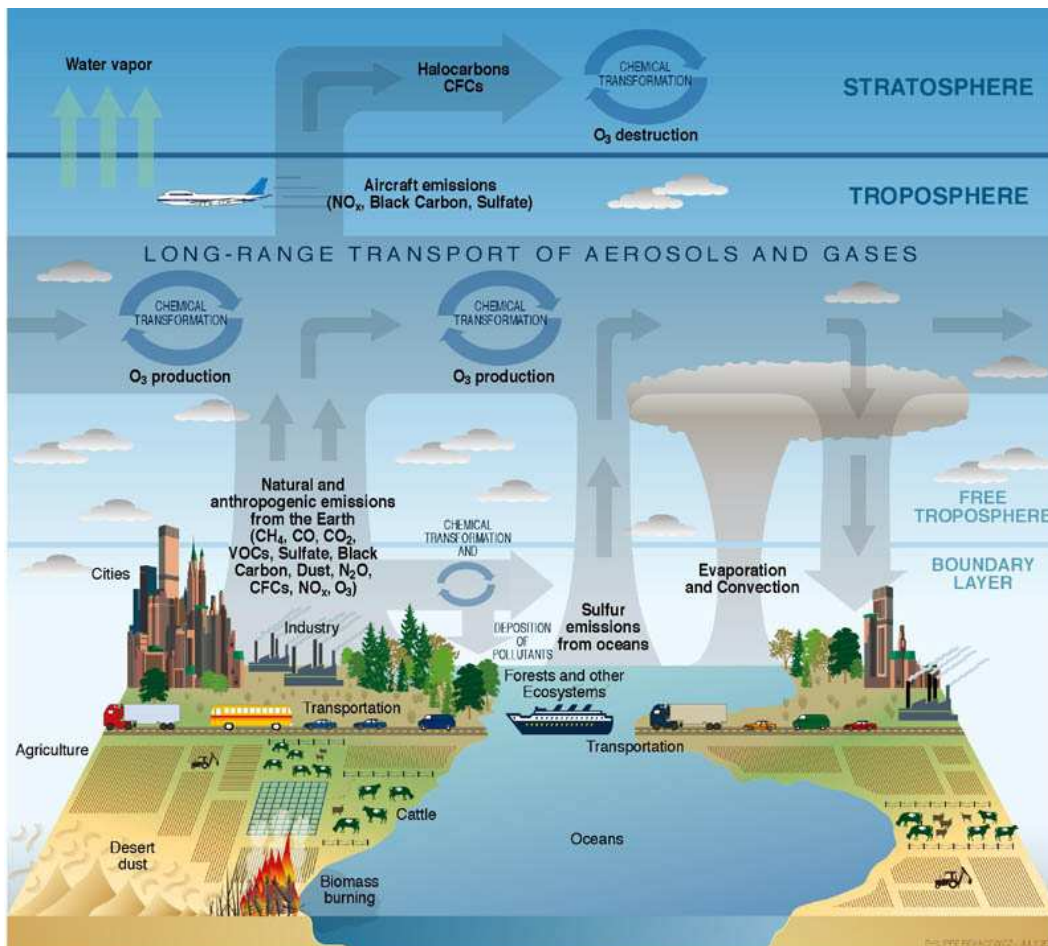 Water vapor
Halocarbons
CFCs
CHEMICAL
TRANSFORMATION
STRATOSPHERE
O₃ destruction
Aircraft emissions
(NOₓ, Black Carbon, Sulfate)
TROPOSPHERE
LONG-RANGE TRANSPORT OF AEROSOLS AND GASES
CHEMICAL
TRANSFORMATION
O₃ production
CHEMICAL
TRANSFORMATION
O₃ production
Natural and
anthropogenic emissions
from the Earth
(CH₄, CO, CO₂,
VOCs, Sulfate, Black
Carbon, Dust, N₂O,
CFCs, NOₓ, O₃)
CHEMICAL
TRANSFORMATION
AND
DEPOSITION
OF
POLLUTANTS
FREE
TROPOSPHERE
BOUNDARY
LAYER
Cities
Evaporation
and Convection
Industry
Sulfur
emissions
from oceans
Forests and other
Ecosystems
Transportation
Transportation
Agriculture
Cattle
Oceans
Desert
dust
Biomass
burning